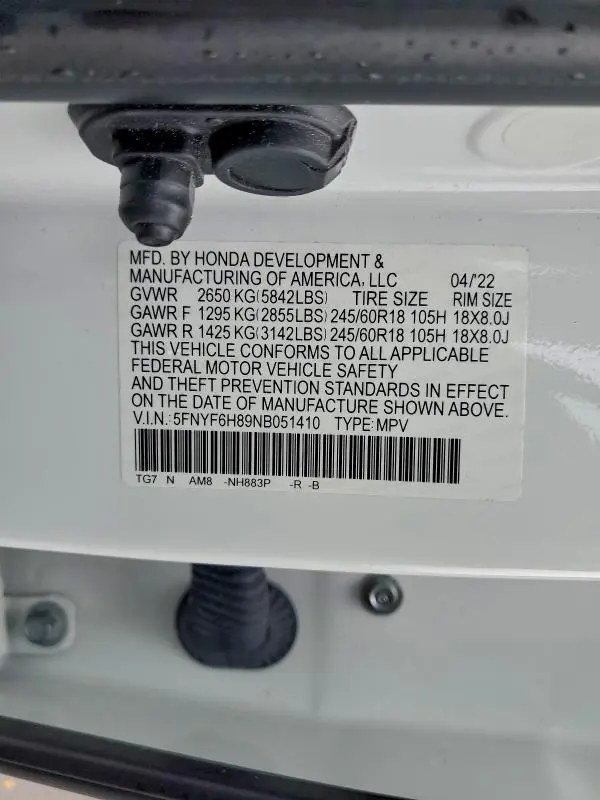 MFD. BY HONDA DEVELOPMENT &
MANUFACTURING OF AMERICA, LLC 04/'22
GVWR 2650 KG(5842LBS) TIRE SIZE RIM SIZE
GAWR F 1295 KG(2855LBS) 245/60R18 105H 18X8.0J
GAWR R 1425 KG(3142LBS) 245/60R18 105H 18X8.0J
THIS VEHICLE CONFORMS TO ALL APPLICABLE
FEDERAL MOTOR VEHICLE SAFETY
AND THEFT PREVENTION STANDARDS IN EFFECT
ON THE DATE OF MANUFACTURE SHOWN ABOVE.
V.I.N.: 5FNYF6H89NB051410 TYPE: MPV
TG7 N AM8 -NH883P -R -B